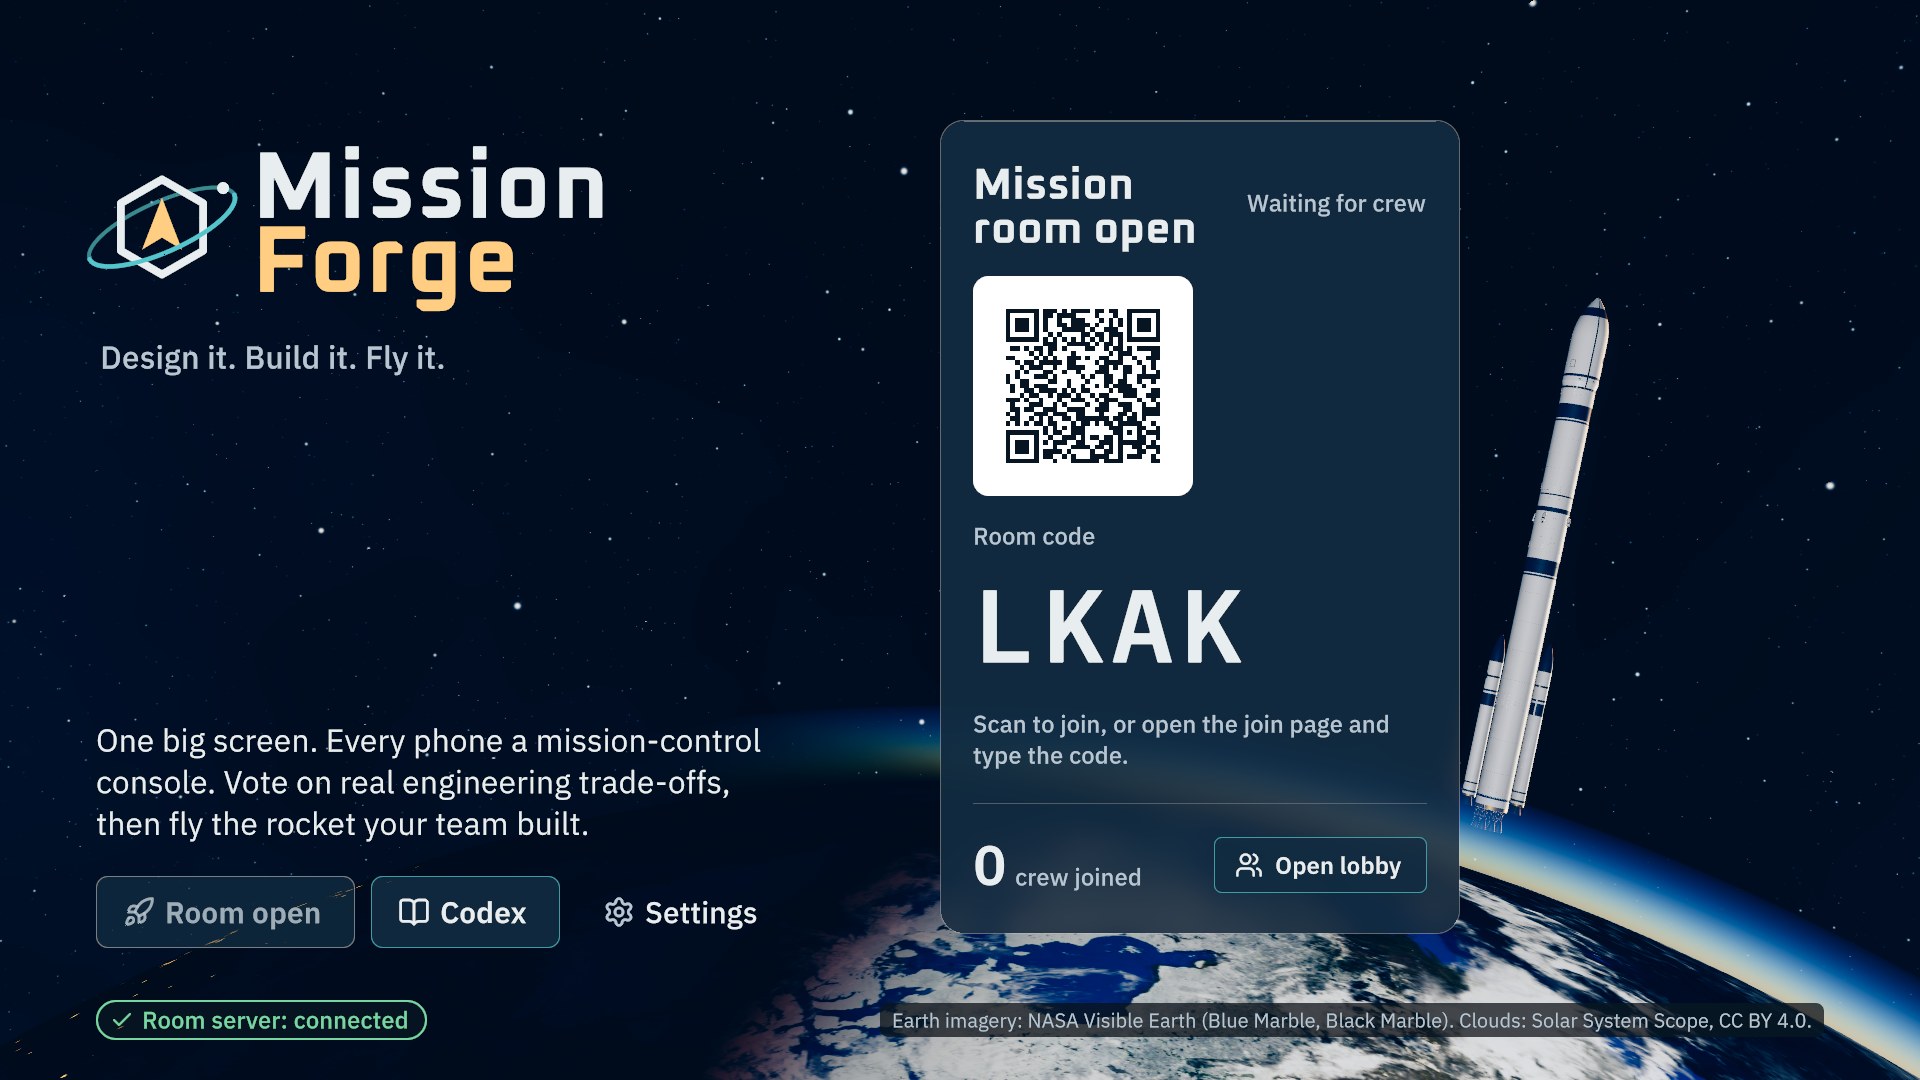 Mission
Forge
Design it. Build it. Fly it.
One big screen. Every phone a mission-control
console. Vote on real engineering trade-offs,
then fly the rocket your team built.
Room open
Codex
Settings
Room server: connected
Mission
room open
Waiting for crew
Room code
LKAK
Scan to join, or open the join page and
type the code.
0 crew joined
Open lobby
Earth imagery: NASA Visible Earth (Blue Marble, Black Marble). Clouds: Solar System Scope, CC BY 4.0.